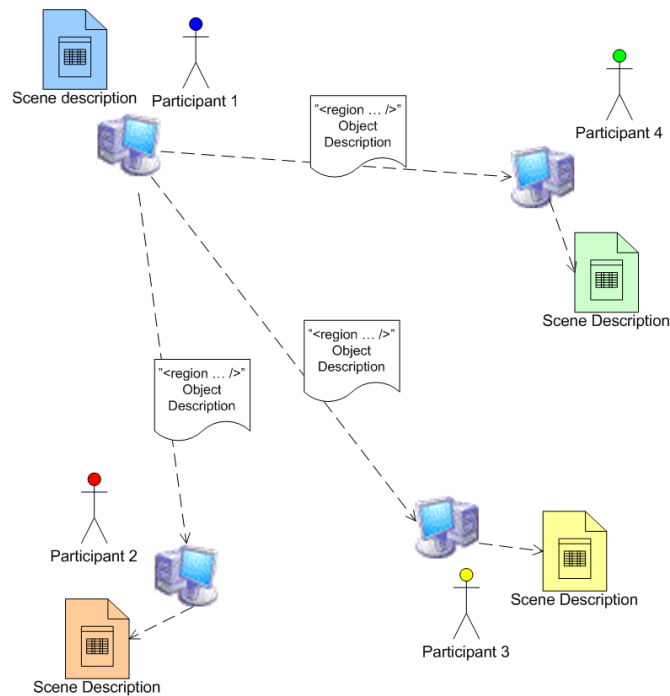 Scene description
Participant 1
"<region … />"
Object
Description
Participant 4
Scene Description
"<region … />"
Object
Description
"<region … />"
Object
Description
Participant 2
Scene Description
Participant 3
Scene Description